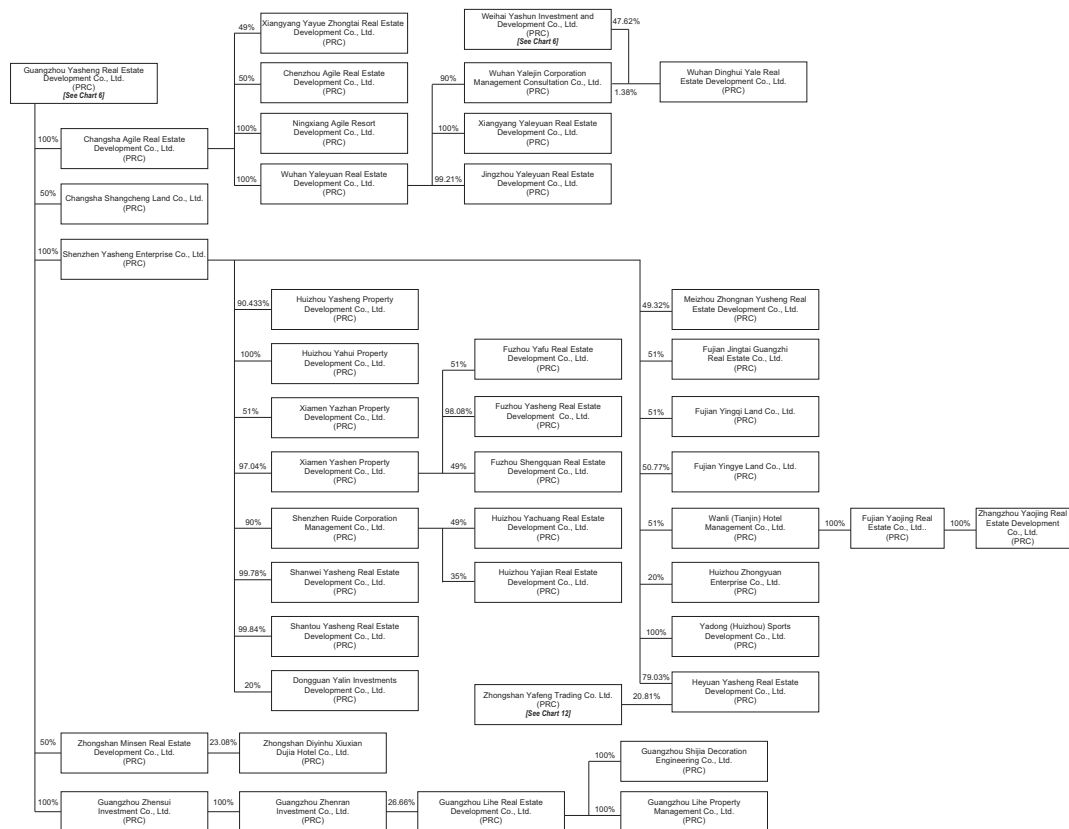 Guangzhou Yasheng Real Estate
Development Co., Ltd.
(PRC)
[See Chart 6]
100%
Changsha Agile Real Estate
Development Co., Ltd.
(PRC)
49%
Xiangyang Yayue Zhongtai Real Estate
Development Co., Ltd.
(PRC)
50%
Chenzhou Agile Real Estate
Development Co., Ltd.
(PRC)
100%
Ningxiang Agile Resort
Development Co., Ltd.
(PRC)
100%
Wuhan Yaleyuan Real Estate
Development Co., Ltd.
(PRC)
Weihai Yashun Investment and
Development Co., Ltd.
(PRC)
[See Chart 6]
47.62%
90%
Wuhan Yalejin Corporation
Management Consultation Co., Ltd.
(PRC)
1.38%
Wuhan Dinghui Yale Real
Estate Development Co., Ltd.
(PRC)
100%
Xiangyang Yaleyuan Real Estate
Development Co., Ltd.
(PRC)
99.21%
Jingzhou Yaleyuan Real Estate
Development Co., Ltd.
(PRC)
50%
Changsha Shangcheng Land Co., Ltd.
(PRC)
100%
Shenzhen Yasheng Enterprise Co., Ltd.
(PRC)
90.433%
Huizhou Yasheng Property
Development Co., Ltd.
(PRC)
100%
Huizhou Yahui Property
Development Co., Ltd.
(PRC)
51%
Xiamen Yazhan Property
Development Co., Ltd.
(PRC)
97.04%
Xiamen Yashen Property
Development Co., Ltd.
(PRC)
51%
Fuzhou Yafu Real Estate
Development Co., Ltd.
(PRC)
98.08%
Fuzhou Yasheng Real Estate
Development Co., Ltd.
(PRC)
49%
Fuzhou Shengquan Real Estate
Development Co., Ltd.
(PRC)
90%
Shenzhen Ruide Corporation
Management Co., Ltd.
(PRC)
49%
Huizhou Yachuang Real Estate
Development Co., Ltd.
(PRC)
35%
Huizhou Yajian Real Estate
Development Co., Ltd.
(PRC)
99.78%
Shanwei Yasheng Real Estate
Development Co., Ltd.
(PRC)
99.84%
Shantou Yasheng Real Estate
Development Co., Ltd.
(PRC)
20%
Dongguan Yalin Investments
Development Co., Ltd.
(PRC)
49.32%
Meizhou Zhongnan Yusheng Real
Estate Development Co., Ltd.
(PRC)
51%
Fujian Jingtai Guangzhi
Real Estate Co., Ltd.
(PRC)
51%
Fujian Yingqi Land Co., Ltd.
(PRC)
50.77%
Fujian Yingye Land Co., Ltd.
(PRC)
51%
Wanli (Tianjin) Hotel
Management Co., Ltd.
(PRC)
100%
Fujian Yaojing Real
Estate Co., Ltd..
(PRC)
100%
Zhangzhou Yaojing Real
Estate Development
Co., Ltd.
(PRC)
20%
Huizhou Zhongyuan
Enterprise Co., Ltd.
(PRC)
100%
Yadong (Huizhou) Sports
Development Co., Ltd.
(PRC)
79.03%
Heyuan Yasheng Real Estate
Development Co., Ltd.
(PRC)
20.81%
Zhongshan Yafeng Trading Co. Ltd.
(PRC)
[See Chart 12]
50%
Zhongshan Minsen Real Estate
Development Co., Ltd.
(PRC)
23.08%
Zhongshan Diyinhu Xiuxian
Dujia Hotel Co., Ltd.
(PRC)
100%
Guangzhou Zhensui
Investment Co., Ltd.
(PRC)
100%
Guangzhou Zhenran
Investment Co., Ltd.
(PRC)
26.66%
Guangzhou Lihe Real Estate
Development Co., Ltd.
(PRC)
100%
Guangzhou Shijia Decoration
Engineering Co., Ltd.
(PRC)
100%
Guangzhou Lihe Property
Management Co., Ltd.
(PRC)